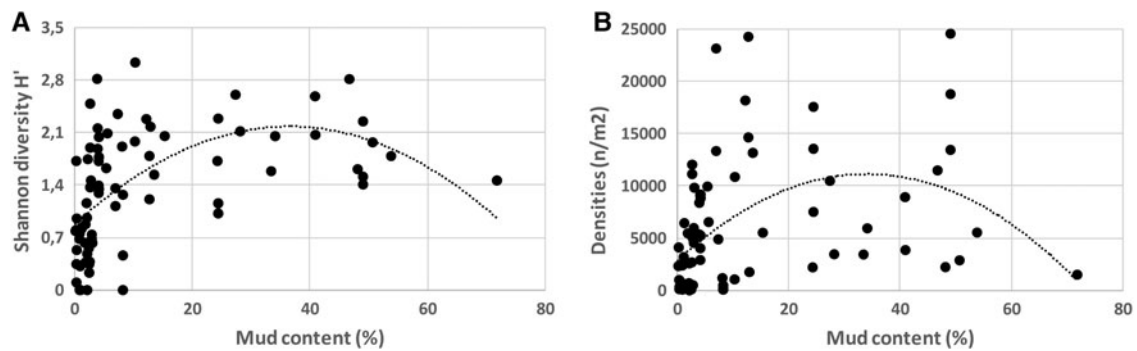 A
Shannon diversity H'
3,5
2,8
2,1
1,4
0,7
0
0 20 40 60 80
Mud content (%)
B
Densities (n/m2)
25000
20000
15000
10000
5000
0
0 20 40 60 80
Mud content (%)